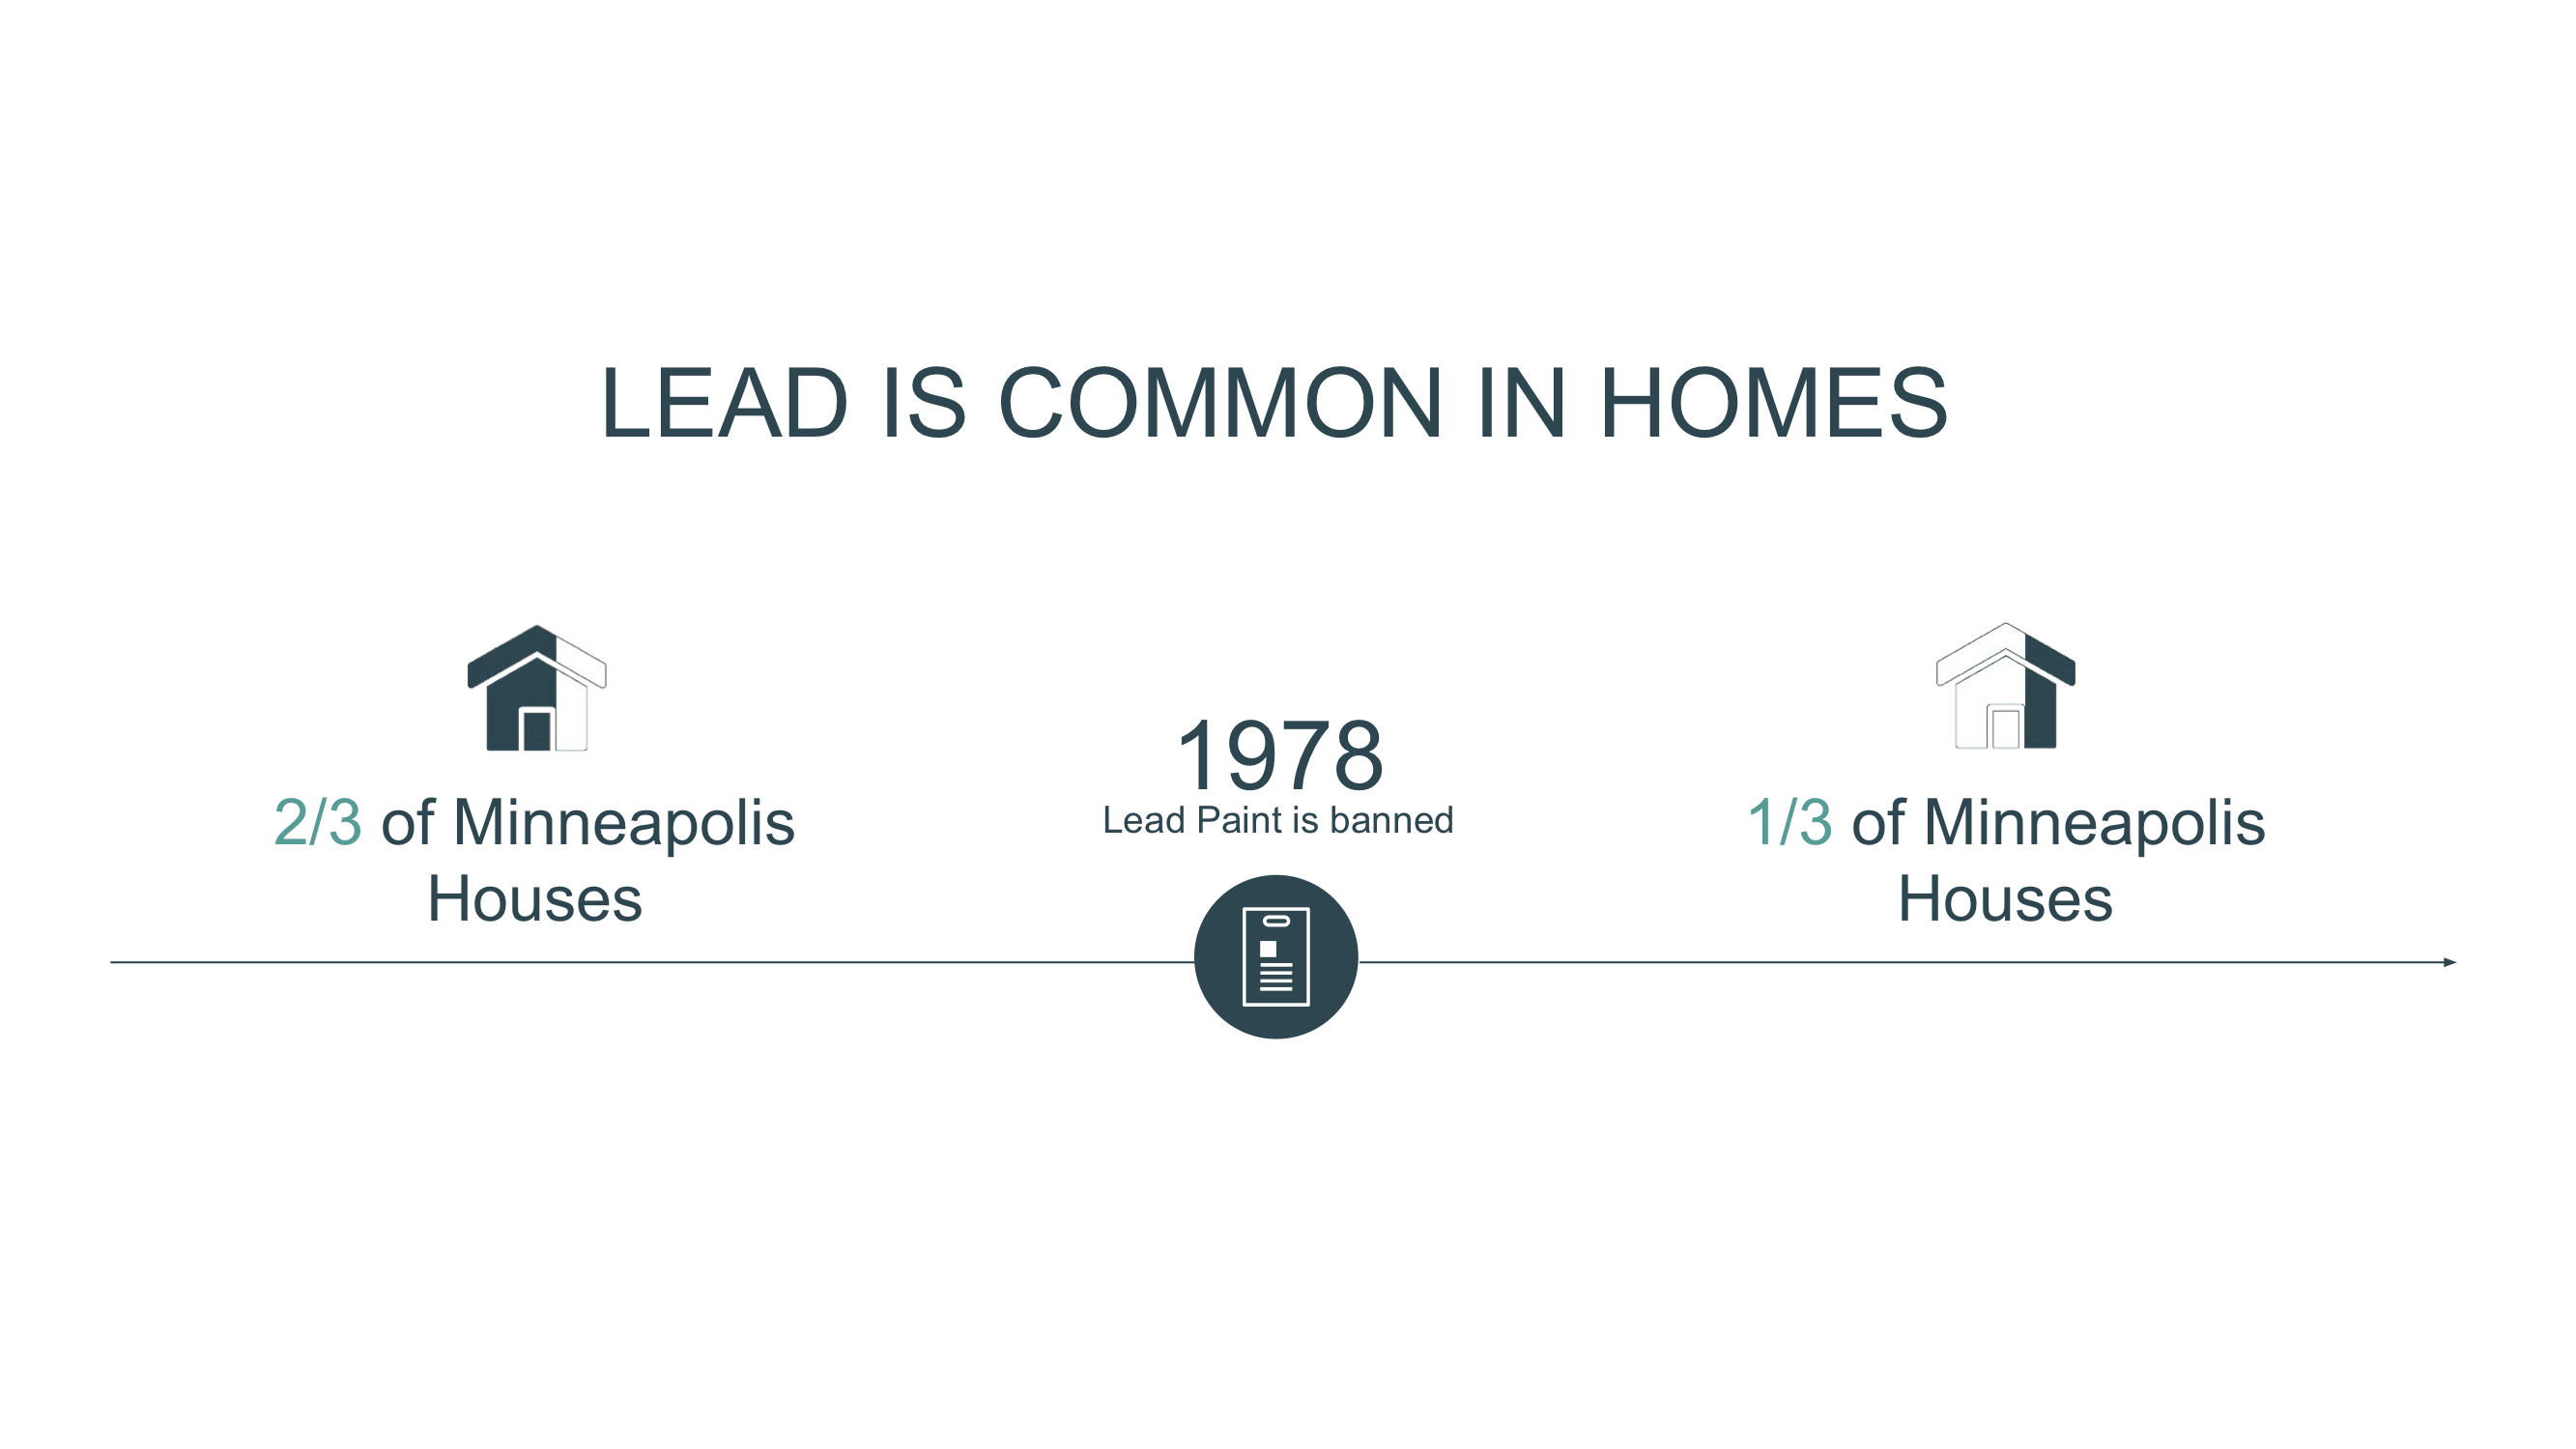 LEAD IS COMMON IN HOMES
2/3 of Minneapolis
Houses
1978
Lead Paint is banned
1/3 of Minneapolis
Houses